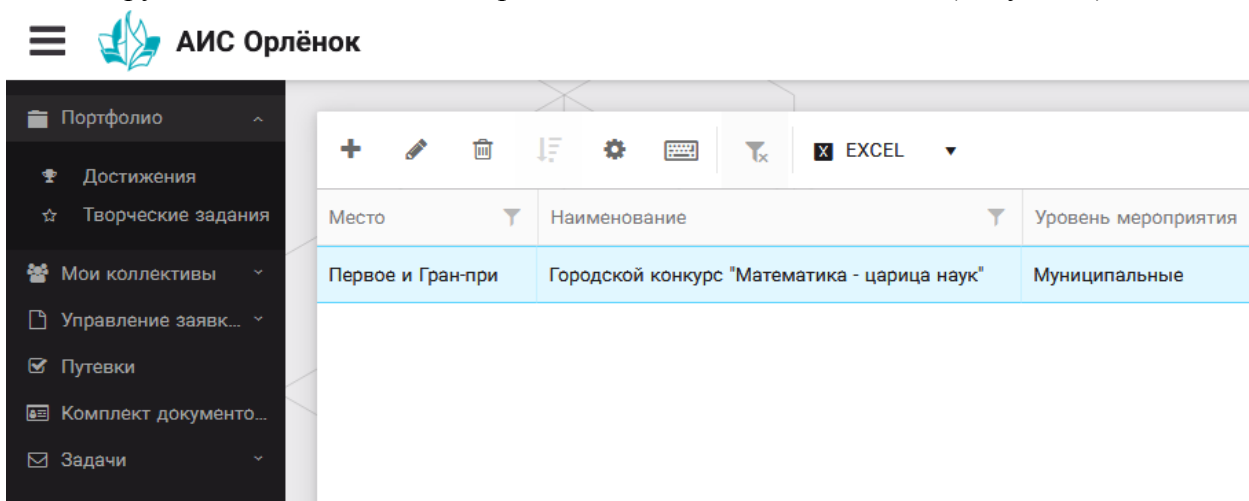 АИС Орлёнок
Портфолио
Достижения
Творческие задания
Мои коллективы
Управление заявк...
Путевки
Комплект документо...
Задачи
EXCEL
Место Наименование Уровень мероприятия
Первое и Гран-при Городской конкурс "Математика - царица наук" Муниципальные